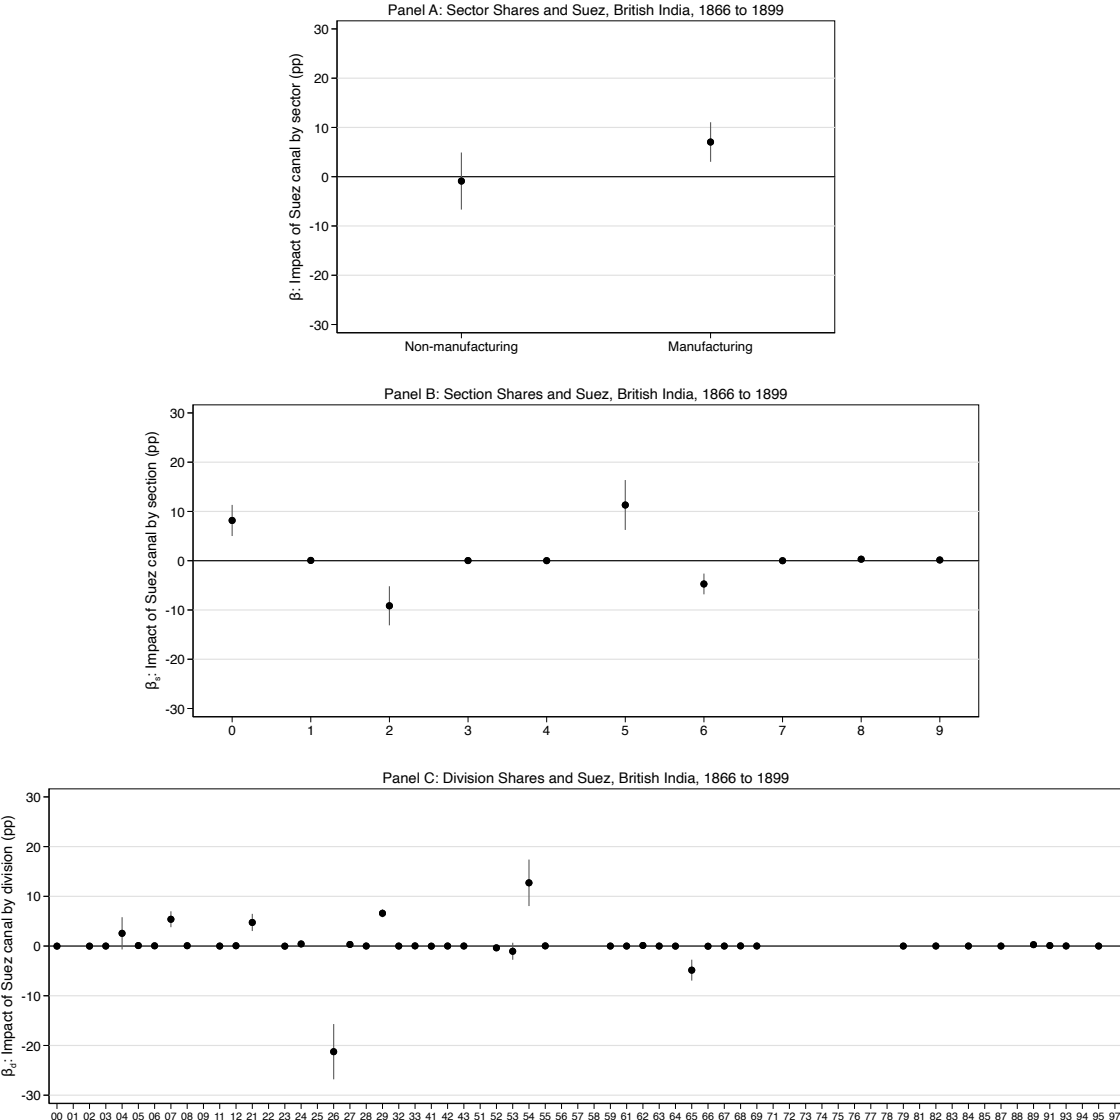 Panel A: Sector Shares and Suez, British India, 1866 to 1899
β: Impact of Suez canal by sector (pp)
30
20
10
0
-10
-20
-30
Non-manufacturing Manufacturing
Panel B: Section Shares and Suez, British India, 1866 to 1899
βs: Impact of Suez canal by section (pp)
30
20
10
0
-10
-20
-30
0 1 2 3 4 5 6 7 8 9
Panel C: Division Shares and Suez, British India, 1866 to 1899
βd: Impact of Suez canal by division (pp)
30
20
10
0
-10
-20
-30
00 01 02 03 04 05 06 07 08 09 11 12 21 22 23 24 25 26 27 28 29 32 33 41 42 43 51 52 53 54 55 56 57 58 59 61 62 63 64 65 66 67 68 69 71 72 73 74 75 76 77 78 79 81 82 83 84 85 87 88 89 91 93 94 95 97